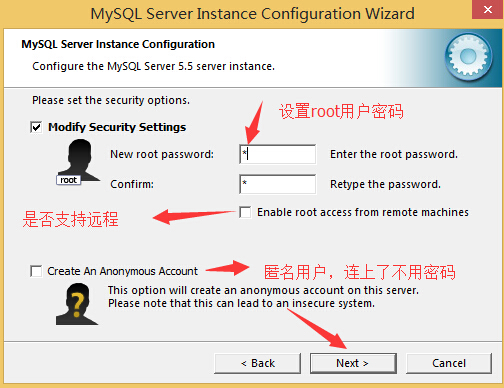 MySQL Server Instance Configuration Wizard
MySQL Server Instance Configuration
Configure the MySQL Server 5.5 server instance.
Please set the security options.
设置root用户密码
Modify Security Settings
New root password:
*
Enter the root password.
root
Confirm:
*
Retype the password.
是否支持远程
Enable root access from remote machines
Create An Anonymous Account
匿名用户，连上了不用密码
This option will create an anonymous account on this server.
Please note that this can lead to an insecure system.
< Back
Next >
Cancel